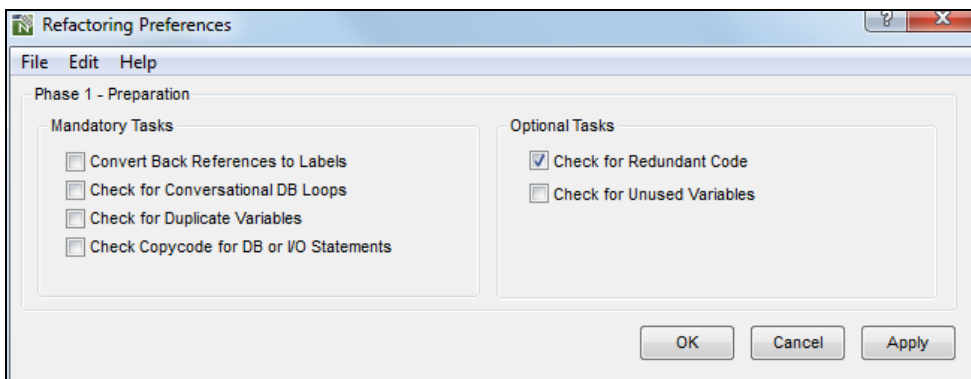 Refactoring Preferences
File Edit Help
Phase 1 - Preparation
Mandatory Tasks
Convert Back References to Labels
Check for Conversational DB Loops
Check for Duplicate Variables
Check Copycode for DB or I/O Statements
Optional Tasks
Check for Redundant Code
Check for Unused Variables
OK Cancel Apply